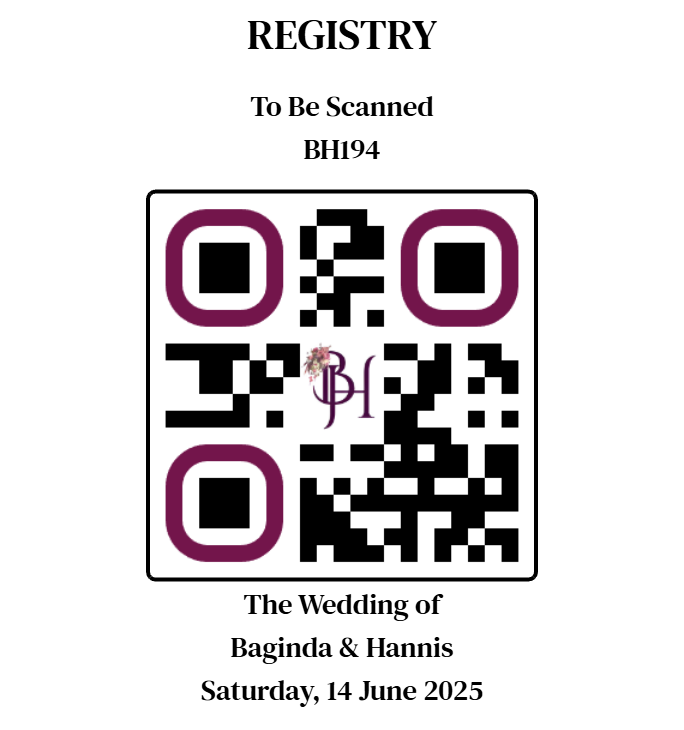 REGISTRY
To Be Scanned
BH194
BH
The Wedding of
Baginda & Hannis
Saturday, 14 June 2025